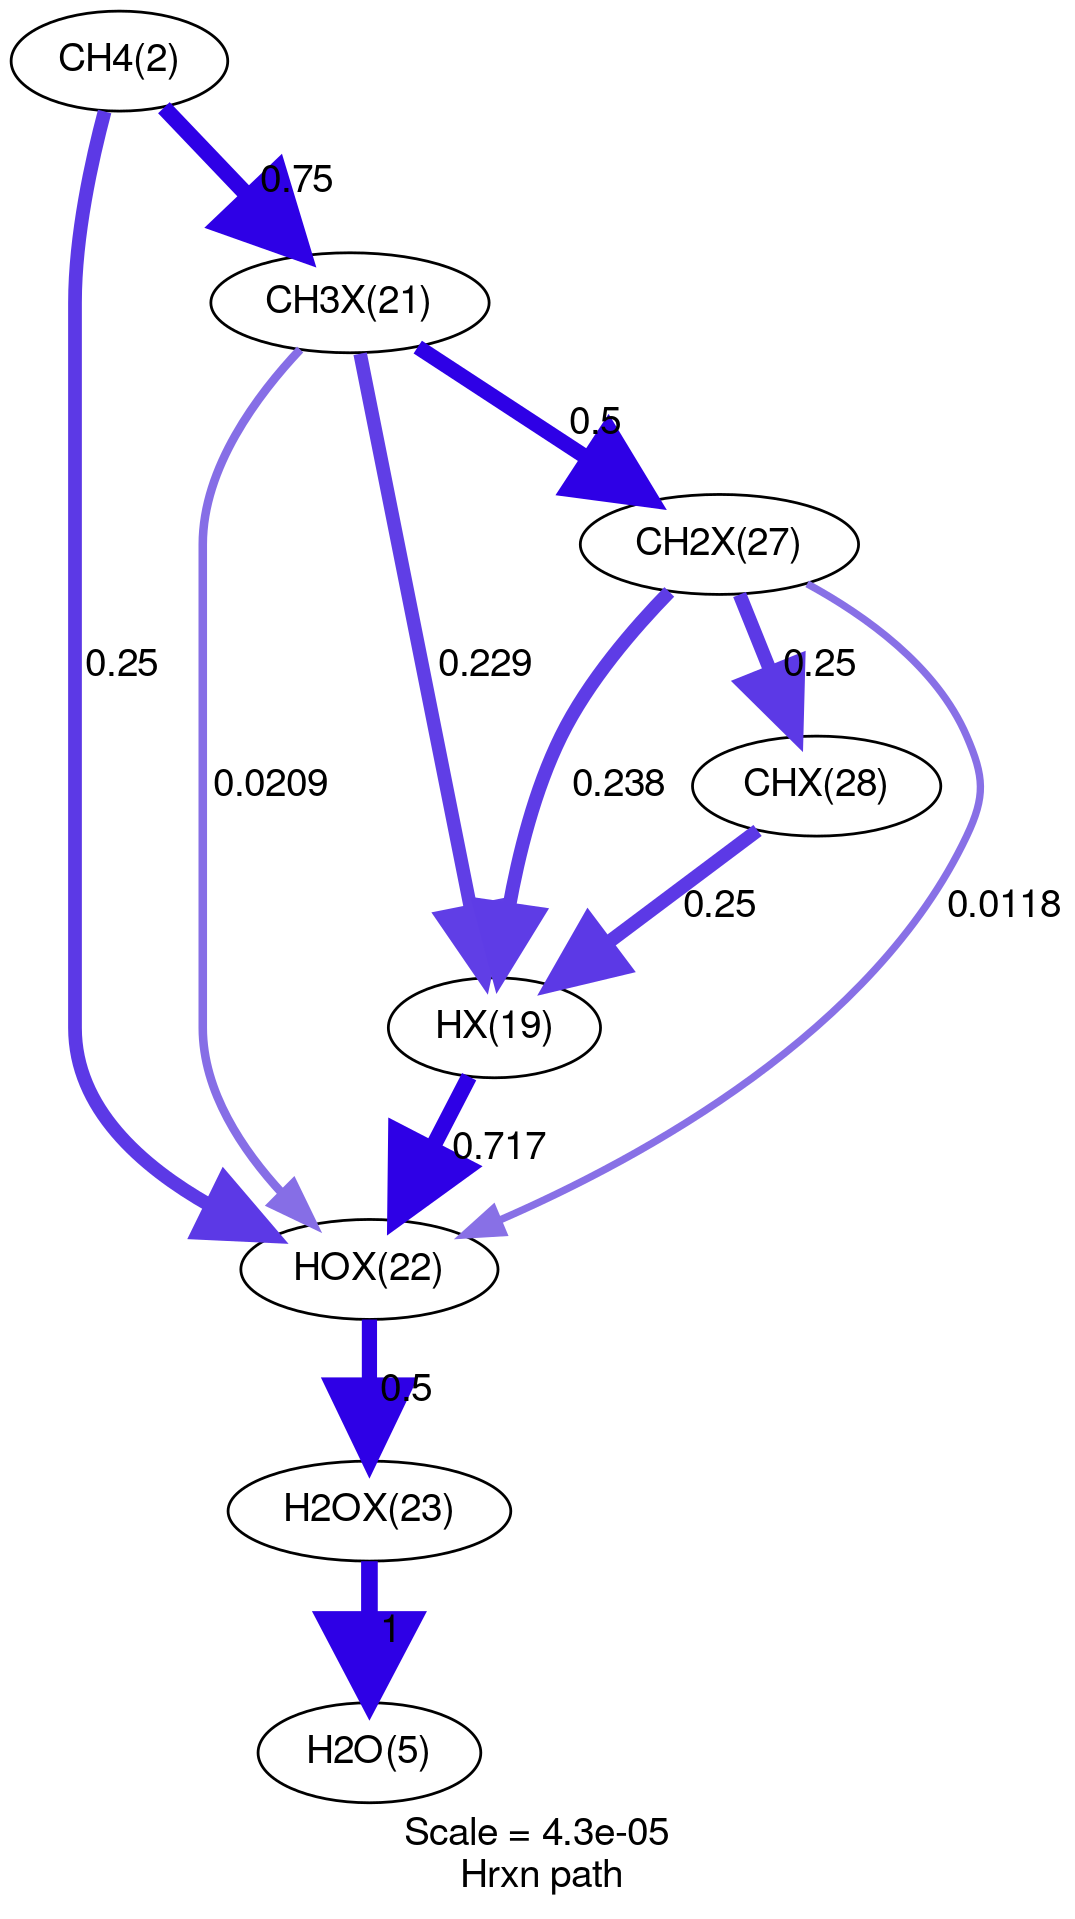 CH4(2)
0.75
CH3X(21)
0.5
CH2X(27)
0.25
0.229
0.25
0.0209
0.238
CHX(28)
0.25
0.0118
HX(19)
0.717
HOX(22)
0.5
H2OX(23)
1
H2O(5)
Scale = 4.3e-05
Hrxn path